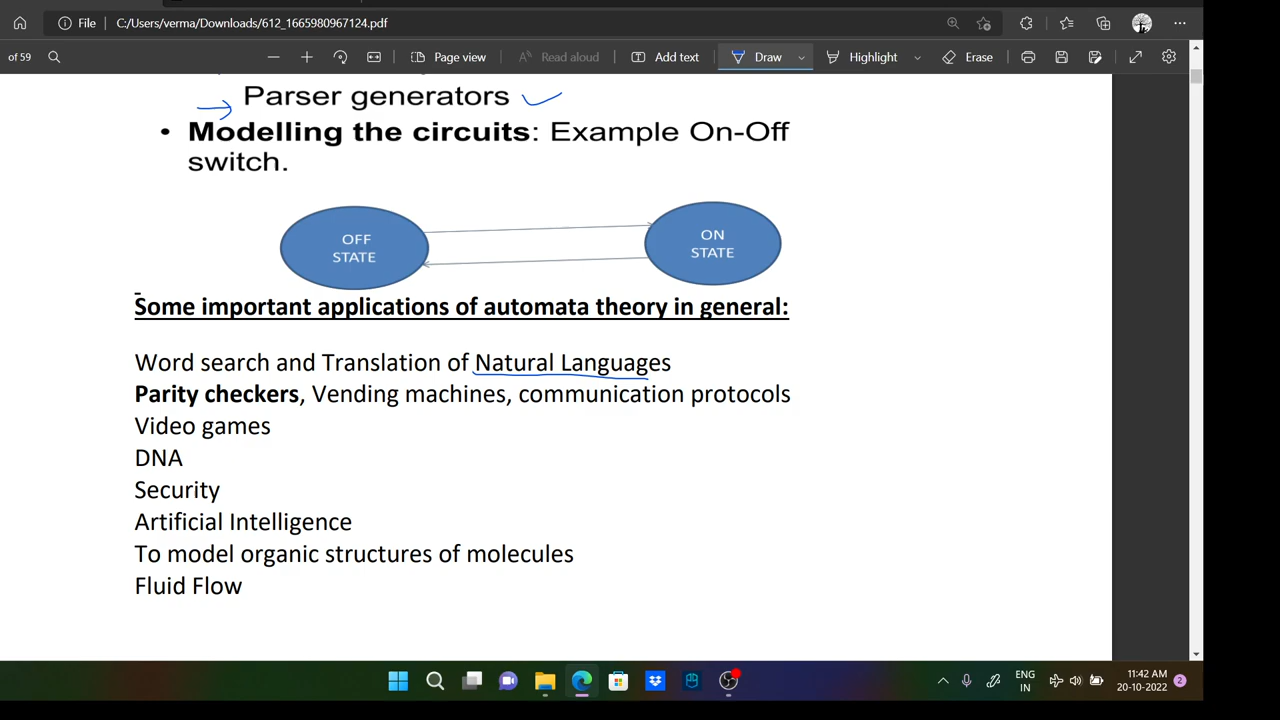 File
C:/Users/verma/Downloads/612_1665980967124.pdf
of 59
Page view
Read aloud
Add text
Draw
Highlight
Erase
Parser generators
• Modelling the circuits: Example On-Off
switch.
OFF
STATE
ON
STATE
Some important applications of automata theory in general:
Word search and Translation of Natural Languages
Parity checkers, Vending machines, communication protocols
Video games
DNA
Security
Artificial Intelligence
To model organic structures of molecules
Fluid Flow
ENG
IN
11:42 AM
20-10-2022
2